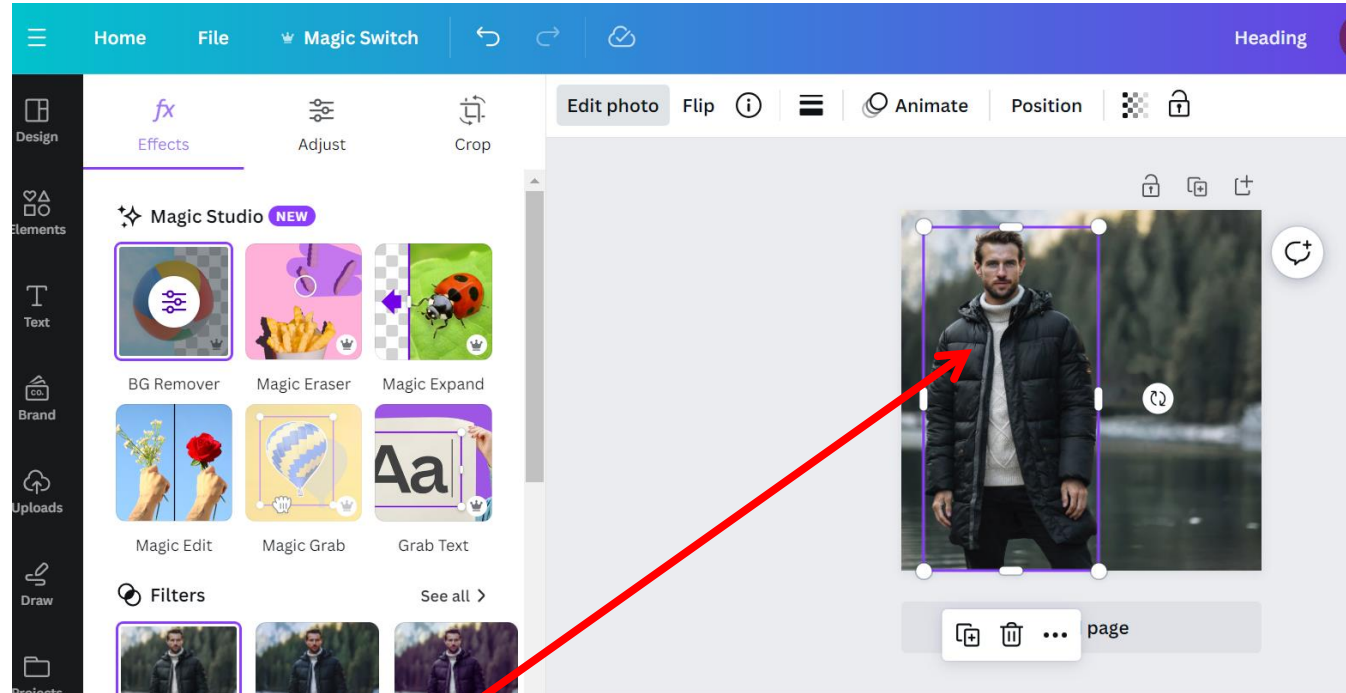 Home File Magic Switch Heading
Design
Elements
Text
Brand
Uploads
Draw
Projects
fx
Effects Adjust Crop
Magic Studio NEW
BG Remover Magic Eraser Magic Expand
Aa
Magic Edit Magic Grab Grab Text
Filters See all
Edit photo Flip Animate Position
page